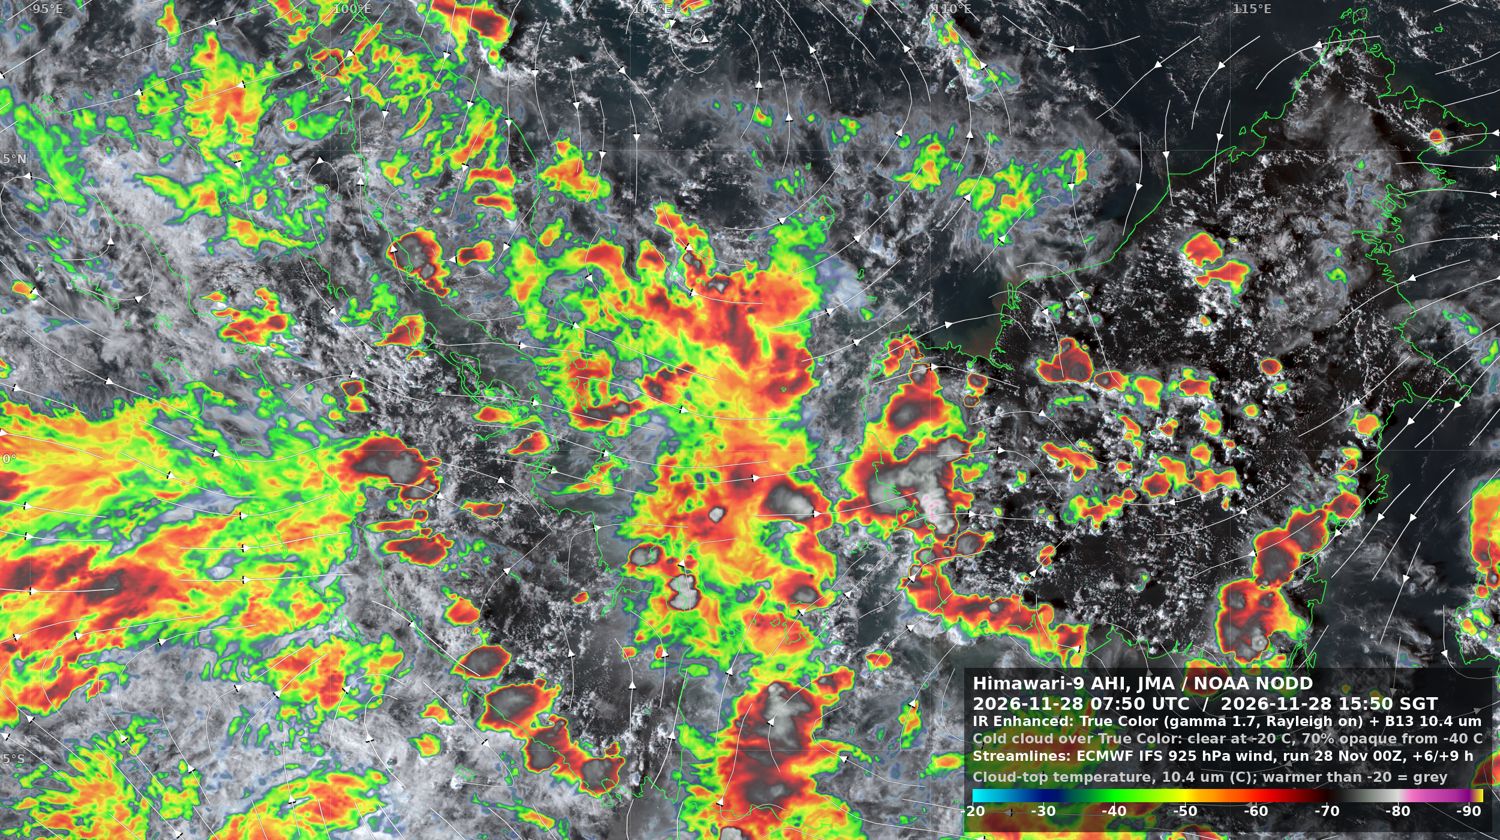 95°E 100°E 105°E 110°E 115°E
5°N
0°
5°S
Himawari-9 AHI, JMA / NOAA NODD
2026-11-28 07:50 UTC / 2026-11-28 15:50 SGT
IR Enhanced: True Color (gamma 1.7, Rayleigh on) + B13 10.4 um
Cold cloud over True Color: clear at -20 C, 70% opaque from -40 C
Streamlines: ECMWF IFS 925 hPa wind, run 28 Nov 00Z, +6/+9 h
Cloud-top temperature, 10.4 um (C); warmer than -20 = grey
-20 -30 -40 -50 -60 -70 -80 -90